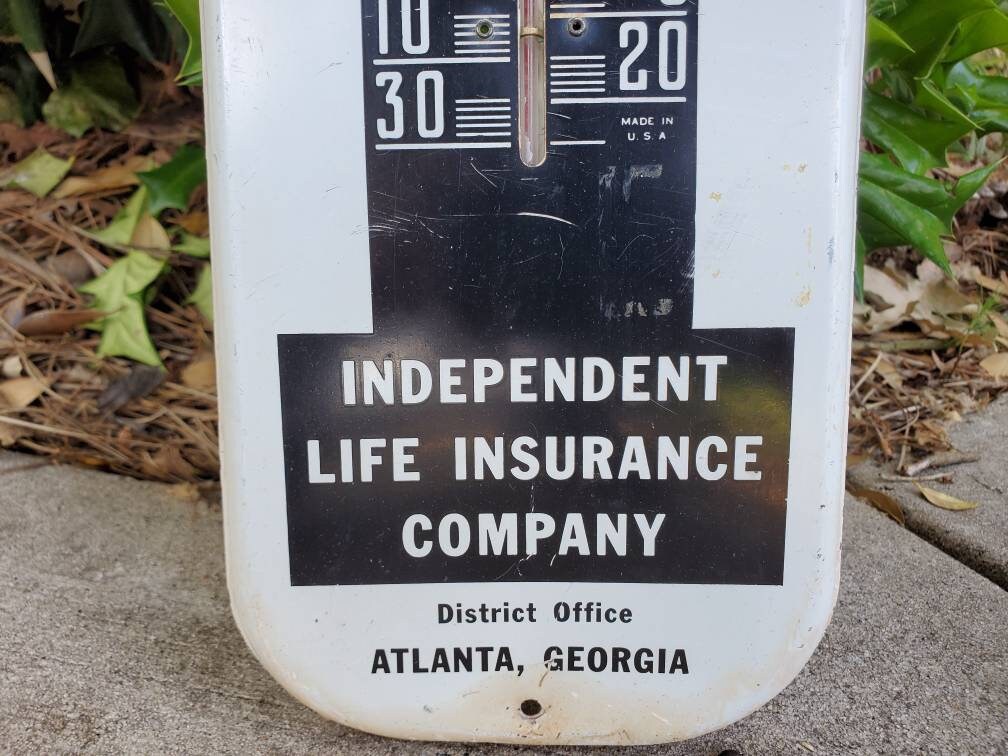 10
20
30
MADE IN
U.S.A
INDEPENDENT
LIFE INSURANCE
COMPANY
District Office
ATLANTA, GEORGIA